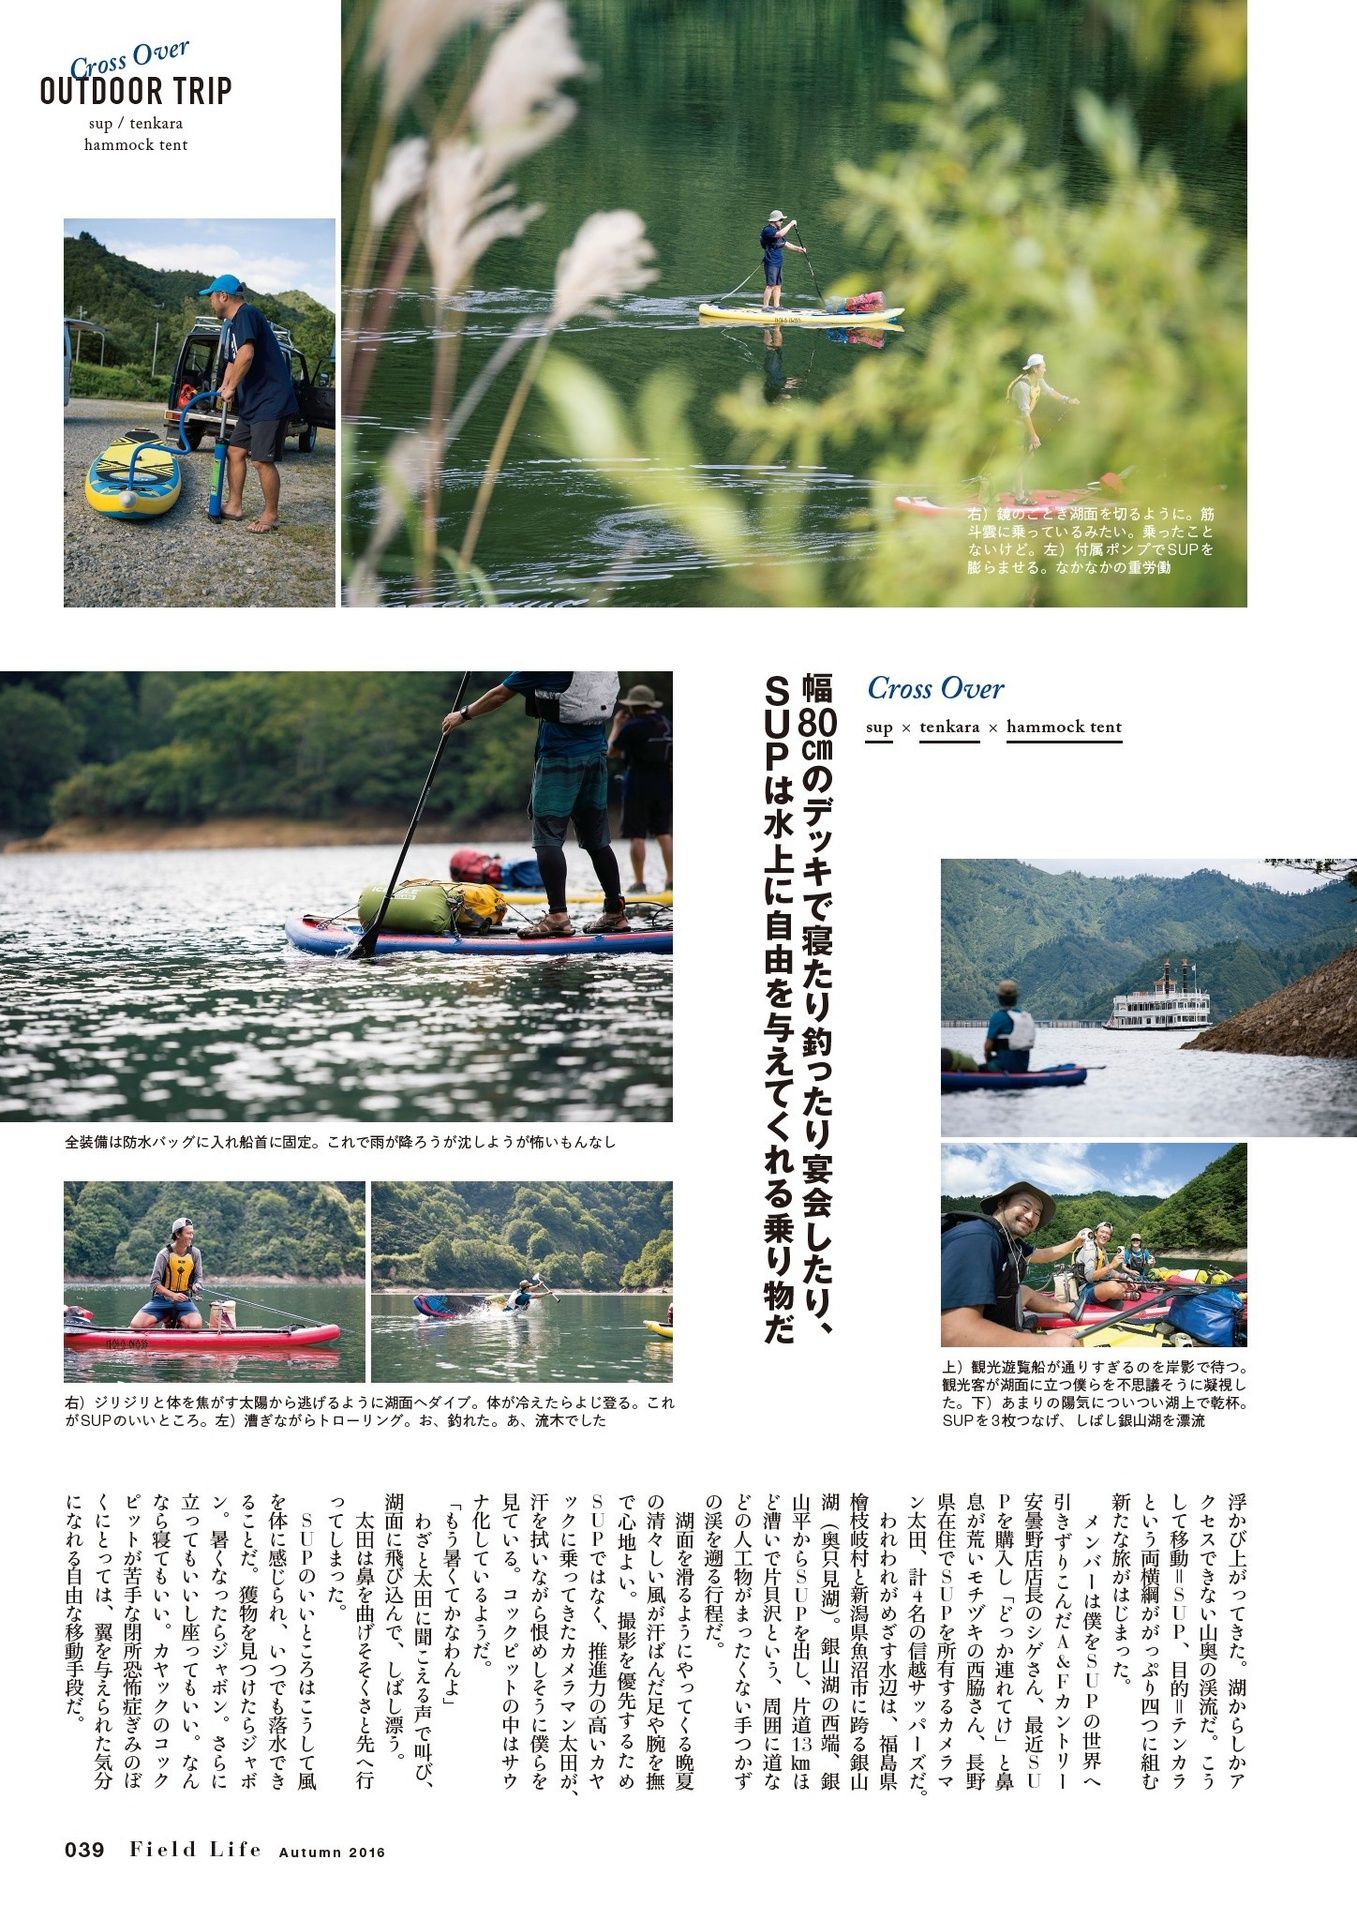 Cross Over
OUTDOOR TRIP
sup / tenkara
hammock tent
右）鏡のごとき湖面を切るように。筋
斗雲に乗っているみたい。乗ったこと
ないけど。左）付属ポンプでSUPを
膨らませる。なかなかの重労働
Cross Over
sup × tenkara × hammock tent
幅80㎝のデッキで寝たり釣ったり宴会したり、
SUPは水上に自由を与えてくれる乗り物だ
全装備は防水バッグに入れ船首に固定。これで雨が降ろうが沈しようが怖いもんなし
右）ジリジリと体を焦がす太陽から逃げるように湖面へダイブ。体が冷えたらよじ登る。これ
がSUPのいいところ。左）漕ぎながらトローリング。お、釣れた。あ、流木でした
上）観光遊覧船が通りすぎるのを岸影で待つ。
観光客が湖面に立つ僕らを不思議そうに凝視し
た。下）あまりの陽気についつい湖上で乾杯。
SUPを3枚つなげ、しばし銀山湖を漂流
浮かび上がってきた。湖からしかア
クセスできない山奥の渓流だ。こう
して移動＝SUP、目的＝テンカラ
という両横綱ががっぷり四つに組む
新たな旅がはじまった。
メンバーは僕をSUPの世界へ
引きずりこんだA&Fカントリー
安曇野店店長のシゲさん、最近SU
Pを購入し「どっか連れてけ」と鼻
息が荒いモチヅキの西脇さん、長野
県在住でSUPを所有するカメラマ
ン太田、計4名の信越サッパーズだ。
われわれがめざす水辺は、福島県
檜枝岐村と新潟県魚沼市に跨る銀山
湖（奥只見湖）。銀山湖の西端、銀
山平からSUPを出し、片道13㎞ほ
ど漕いで片貝沢という、周囲に道な
どの人工物がまったくない手つかず
の渓を遡る行程だ。
湖面を滑るようにやってくる晩夏
の清々しい風が汗ばんだ足や腕を撫
で心地よい。撮影を優先するため
SUPではなく、推進力の高いカヤ
ックに乗ってきたカメラマン太田が、
汗を拭いながら恨めしそうに僕らを
見ている。コックピットの中はサウ
ナ化しているようだ。
「もう暑くてかなわんよ」
わざと太田に聞こえる声で叫び、
湖面に飛び込んで、しばし漂う。
太田は鼻を曲げそそくさと先へ行
ってしまった。
SUPのいいところはこうして風
を体に感じられ、いつでも落水でき
ることだ。獲物を見つけたらジャボ
ン。暑くなったらジャボン。さらに
立ってもいいし座ってもいい。なん
なら寝てもいい。カヤックのコック
ピットが苦手な閉所恐怖症ぎみのぼ
くにとっては、翼を与えられた気分
になれる自由な移動手段だ。
039 Field Life Autumn 2016